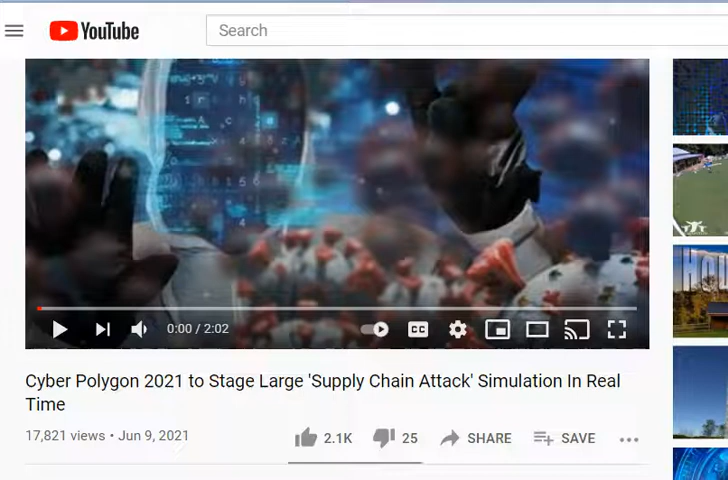 YouTube
Search
0:00 / 2:02
CC
Cyber Polygon 2021 to Stage Large 'Supply Chain Attack' Simulation In Real
Time
17,821 views • Jun 9, 2021
2.1K
25
SHARE
SAVE